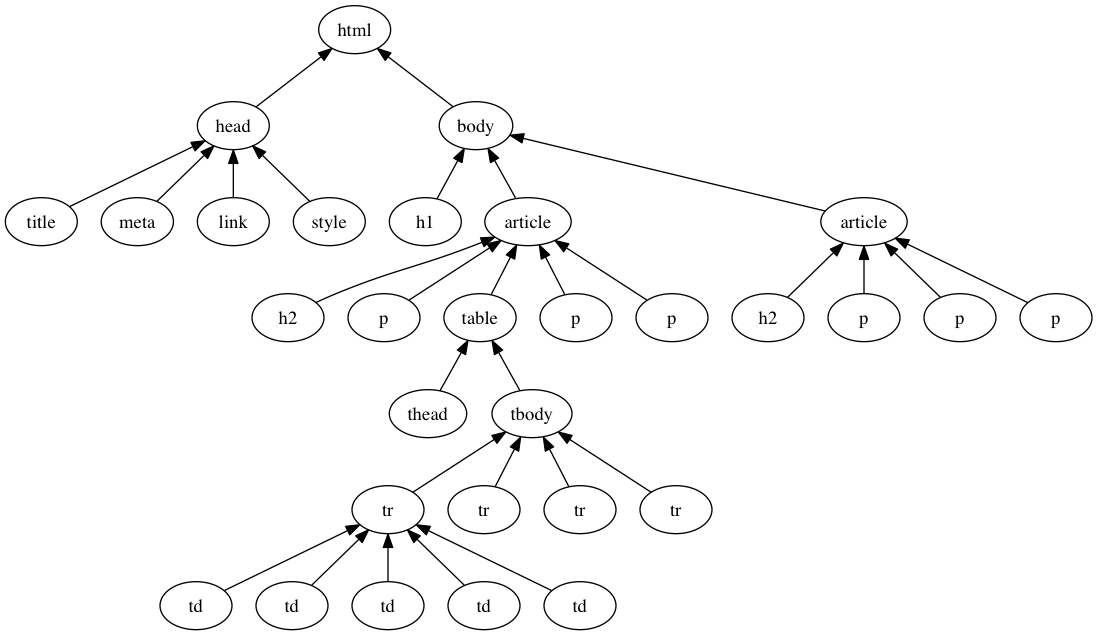 html
head body
title meta link style h1 article article
h2 p table p p h2 p p p
thead tbody
tr tr tr tr
td td td td td